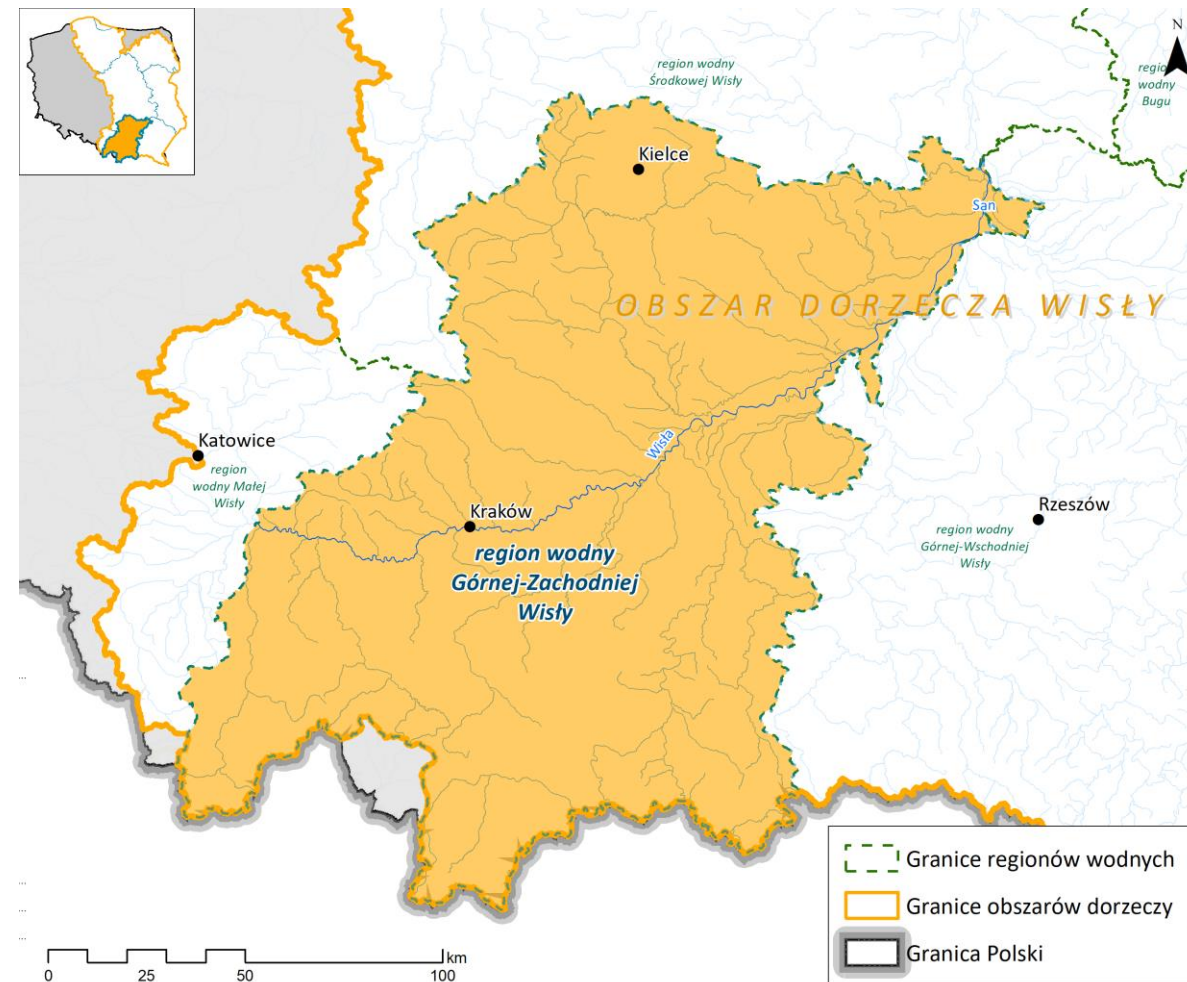 region wodny
Środkowej Wisły
N
region
wodny
Bugu
Kielce
San
OBSZAR DORZECZA WISŁY
Katowice
region
wodny Małej
Wisły
Wisła
Kraków
Rzeszów
region wodny
Górnej-Zachodniej
Wisły
region wodny
Górnej-Wschodniej
Wisły
...
...
...
...
Granice regionów wodnych
Granice obszarów dorzeczy
Granica Polski
km
0 25 50 100